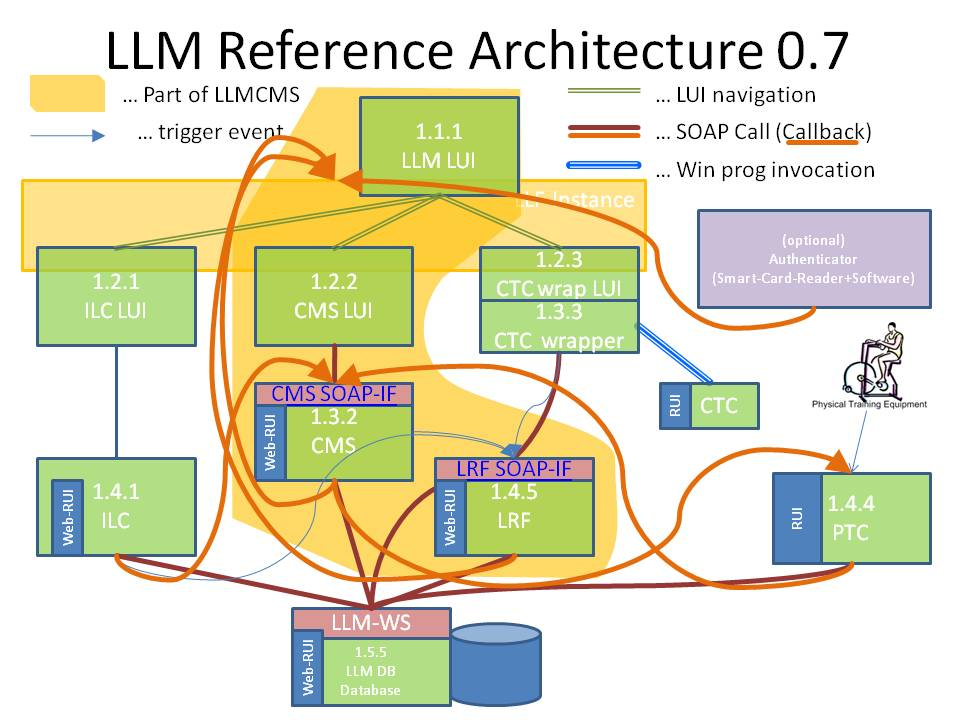 LLM Reference Architecture 0.7
... Part of LLMCMS
... trigger event
... LUI navigation
... SOAP Call (Callback)
... Win prog invocation
1.1.1
LLM LUI
LLF Instance
(optional)
Authenticator
(Smart-Card-Reader+Software)
1.2.1
ILC LUI
1.2.2
CMS LUI
1.2.3
CTC wrap LUI
1.3.3
CTC wrapper
RUI
CTC
Physical Training Equipment
CMS SOAP-IF
Web-RUI
1.3.2
CMS
LRF SOAP-IF
Web-RUI
1.4.5
LRF
Web-RUI
1.4.1
ILC
RUI
1.4.4
PTC
LLM-WS
Web-RUI
1.5.5
LLM DB
Database